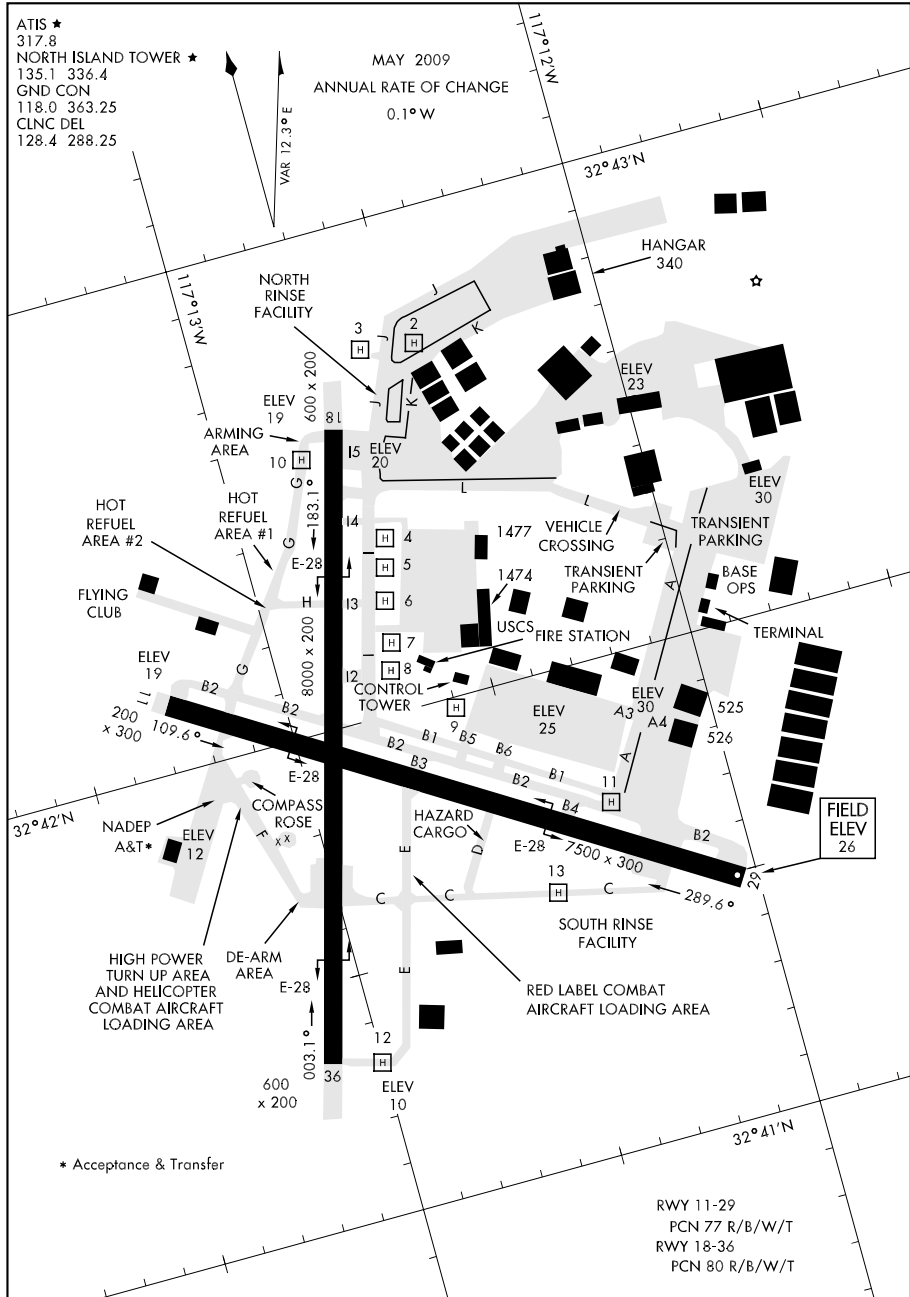 ATIS ★
317.8
NORTH ISLAND TOWER ★
135.1 336.4
GND CON
118.0 363.25
CLNC DEL
128.4 288.25
VAR 12.3° E
MAY 2009
ANNUAL RATE OF CHANGE
0.1° W
117°12'W
32°43'N
117°13'W
HANGAR
340
NORTH
RINSE
FACILITY
J
K
3
H
2
H
J
J
K
600 x 200
ELEV
23
ELEV
19
18
ARMING
AREA
10
H
I5
ELEV
20
ELEV
30
G
L
L
HOT
REFUEL
AREA #2
HOT
REFUEL
AREA #1
183.1°
I4
G
E-28
H
4
H
5
H
6
1477
1474
VEHICLE
CROSSING
TRANSIENT
PARKING
TRANSIENT
PARKING
A
BASE
OPS
FLYING
CLUB
H
I3
USCS
FIRE STATION
TERMINAL
8000 x 200
H
7
H
8
I2
CONTROL
TOWER
G
ELEV
19
11
B2
H
9
ELEV
25
ELEV
30
A3
A4
A
525
526
200
x 300
109.6°
B2
B2
B1
B5
B6
B3
B2
B1
B4
11
H
E-28
32°42'N
NADEP
A&T*
COMPASS
ROSE
ELEV
12
F
x x
HAZARD
CARGO
E
D
E-28
7500 x 300
B2
FIELD
ELEV
26
29
289.6°
13
H
C
C
C
SOUTH RINSE
FACILITY
HIGH POWER
TURN UP AREA
AND HELICOPTER
COMBAT AIRCRAFT
LOADING AREA
DE-ARM
AREA
E-28
E
RED LABEL COMBAT
AIRCRAFT LOADING AREA
003.1°
36
12
H
ELEV
10
600
x 200
32°41'N
* Acceptance & Transfer
RWY 11-29
PCN 77 R/B/W/T
RWY 18-36
PCN 80 R/B/W/T